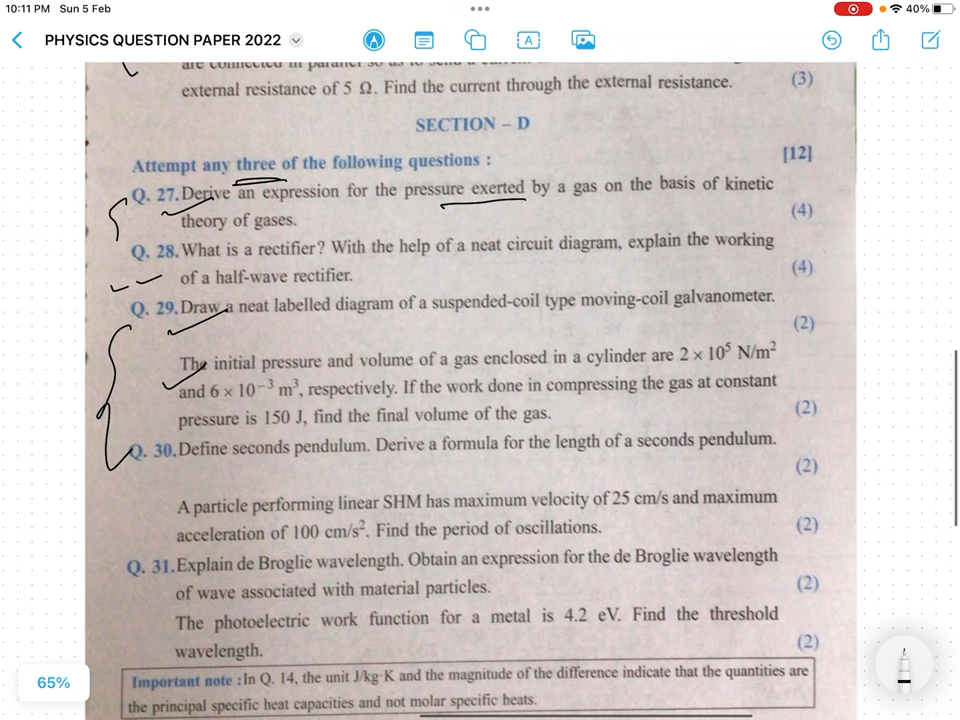 10:11 PM Sun 5 Feb
40%
PHYSICS QUESTION PAPER 2022
A
are connected in parallel so as to send a current
external resistance of 5 Ω. Find the current through the external resistance. (3)
SECTION – D
Attempt any three of the following questions : [12]
Q. 27. Derive an expression for the pressure exerted by a gas on the basis of kinetic
theory of gases. (4)
Q. 28. What is a rectifier? With the help of a neat circuit diagram, explain the working
of a half-wave rectifier. (4)
Q. 29. Draw a neat labelled diagram of a suspended-coil type moving-coil galvanometer.
(2)
The initial pressure and volume of a gas enclosed in a cylinder are 2 × 10⁵ N/m²
and 6 × 10⁻³ m³, respectively. If the work done in compressing the gas at constant
pressure is 150 J, find the final volume of the gas. (2)
Q. 30. Define seconds pendulum. Derive a formula for the length of a seconds pendulum.
(2)
A particle performing linear SHM has maximum velocity of 25 cm/s and maximum
acceleration of 100 cm/s². Find the period of oscillations. (2)
Q. 31. Explain de Broglie wavelength. Obtain an expression for the de Broglie wavelength
of wave associated with material particles. (2)
The photoelectric work function for a metal is 4.2 eV. Find the threshold
wavelength. (2)
65%
Important note : In Q. 14, the unit J/kg·K and the magnitude of the difference indicate that the quantities are
the principal specific heat capacities and not molar specific heats.